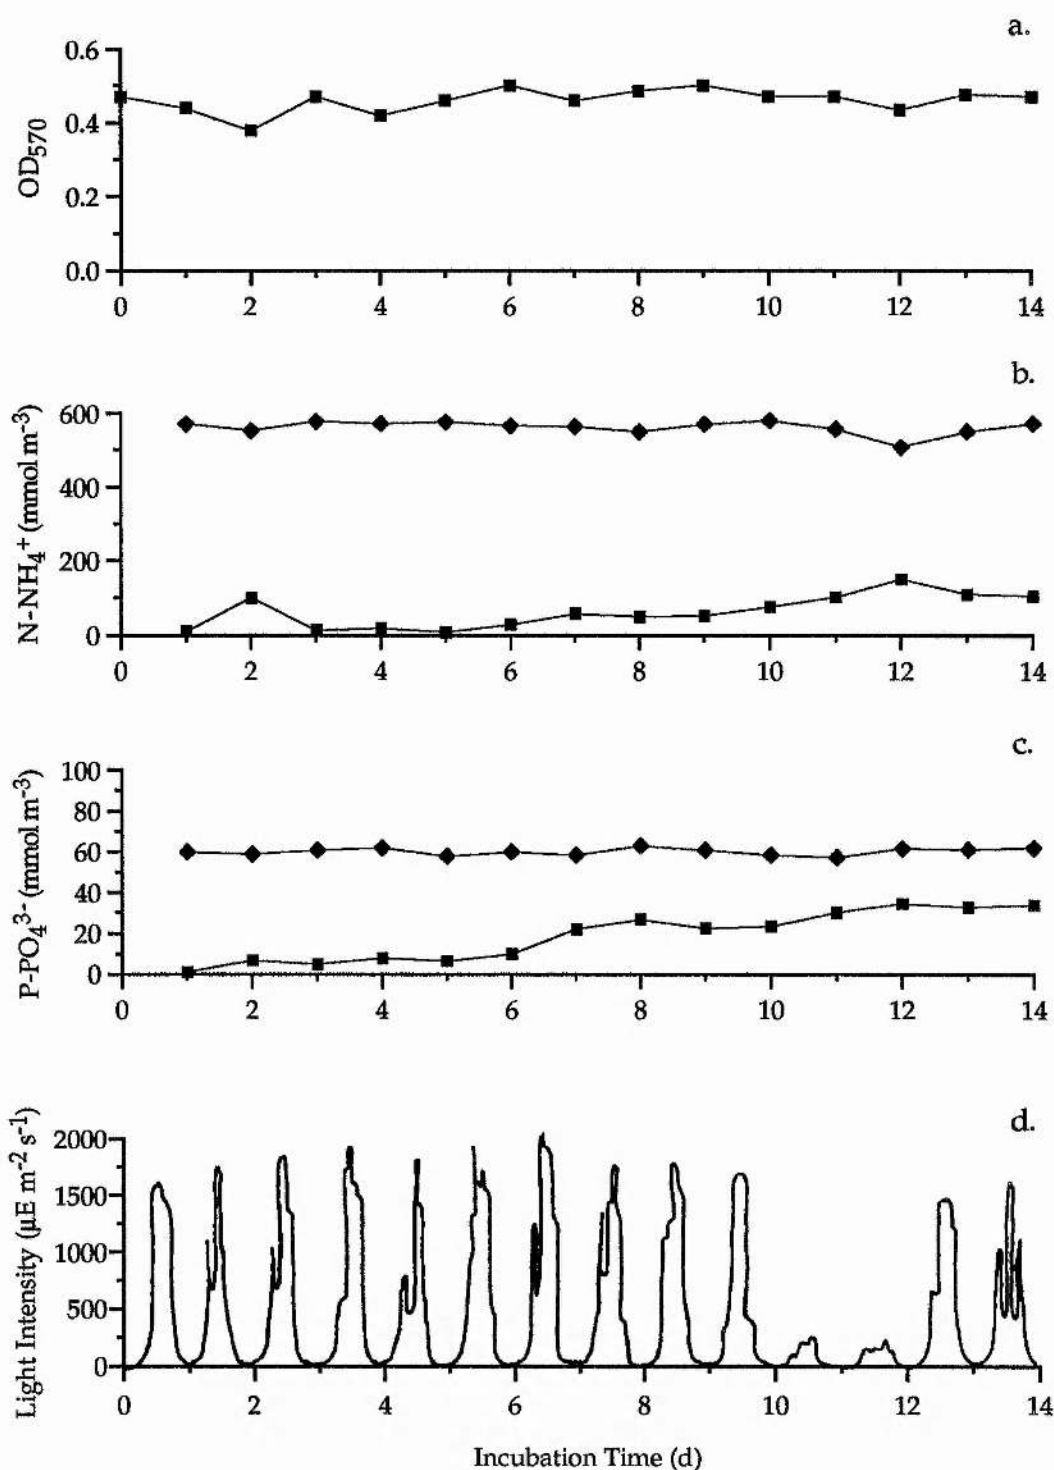 a.
0.6
0.4
0.2
0.0
OD570
0 2 4 6 8 10 12 14
b.
600
400
200
0
N-NH4+ (mmol m-3)
0 2 4 6 8 10 12 14
c.
100
80
60
40
20
0
P-PO43- (mmol m-3)
0 2 4 6 8 10 12 14
d.
2000
1500
1000
500
0
Light Intensity (µE m-2 s-1)
0 2 4 6 8 10 12 14
Incubation Time (d)